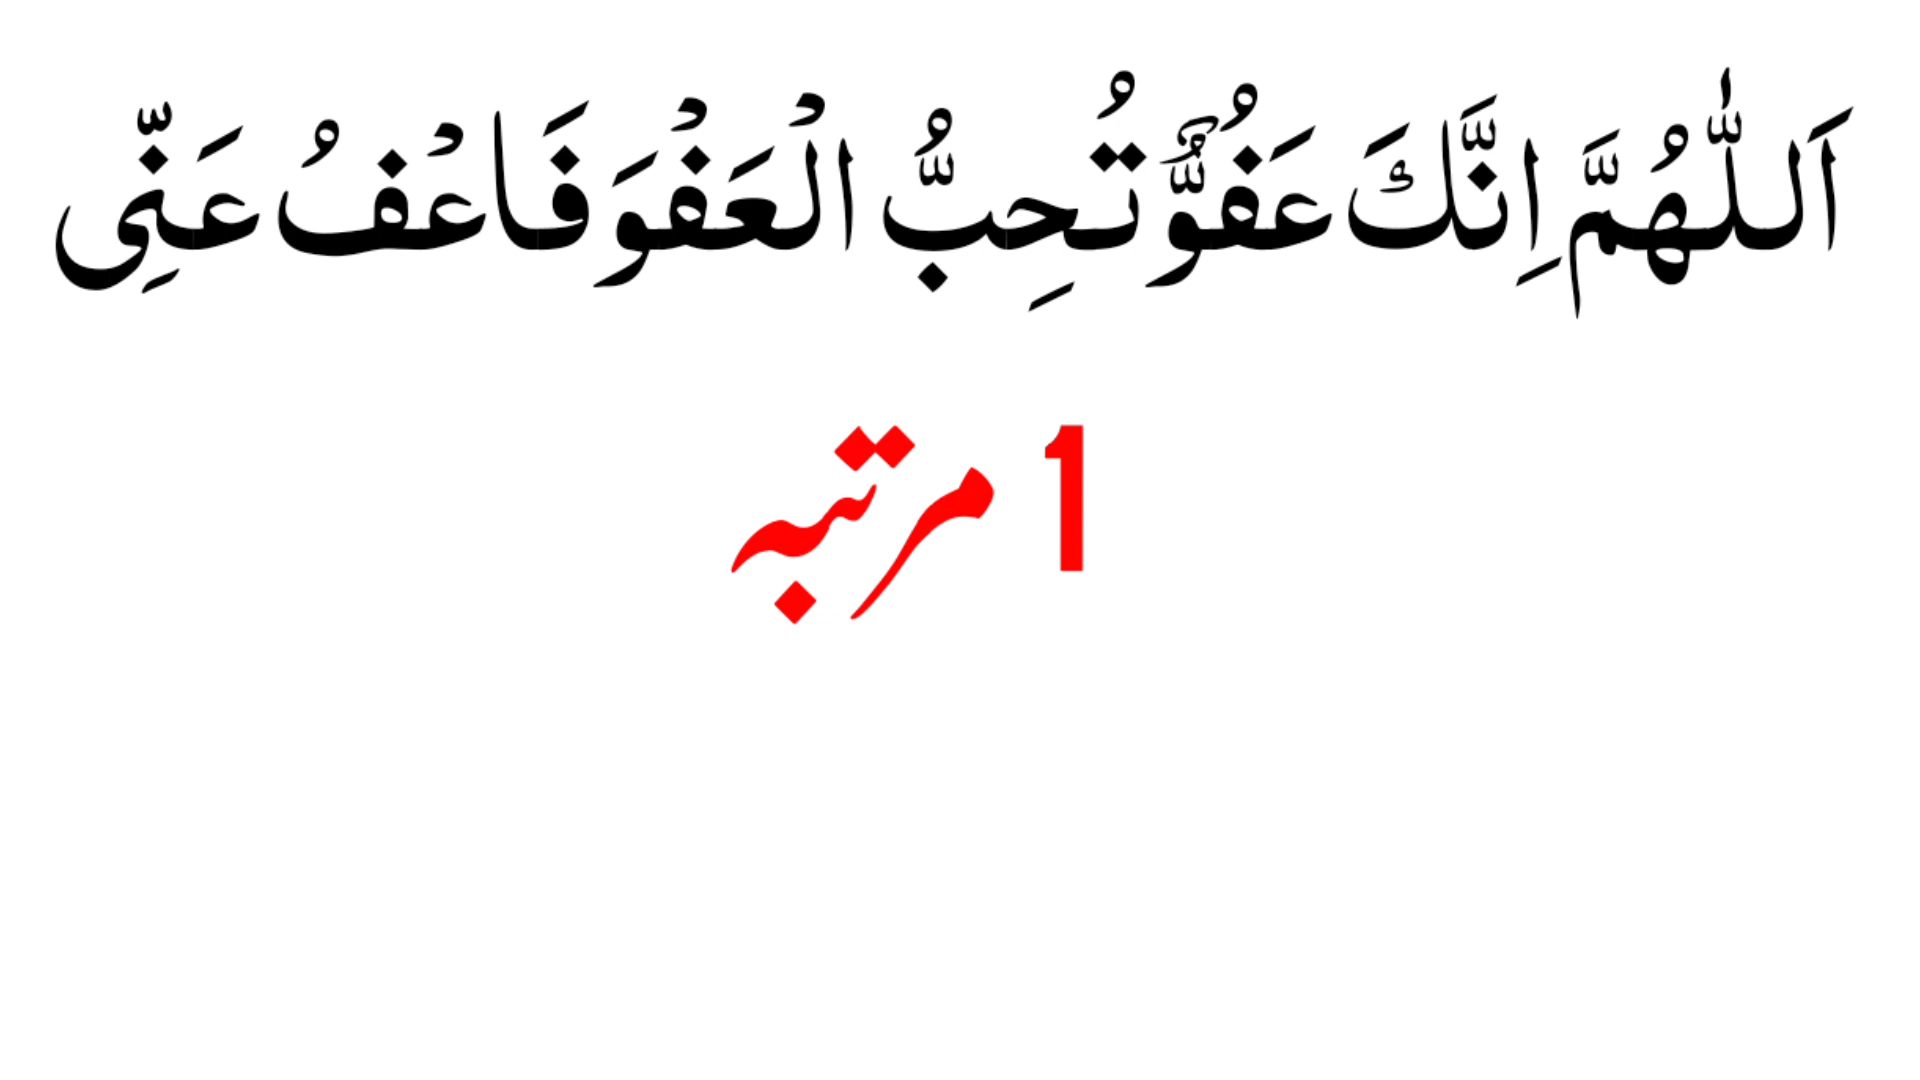 اَللّٰهُمَّ اِنَّكَ عَفُوٌّ تُحِبُّ الْعَفْوَ فَاعْفُ عَنِّی
1 مرتبہ